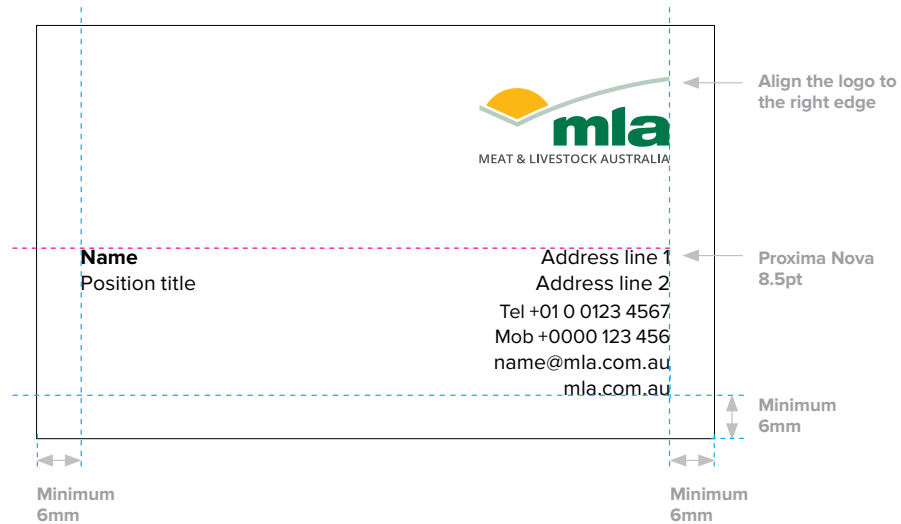 Align the logo to
the right edge
mla
MEAT & LIVESTOCK AUSTRALIA
Name
Position title
Address line 1
Address line 2
Tel +01 0 0123 4567
Mob +0000 123 456
name@mla.com.au
mla.com.au
Proxima Nova
8.5pt
Minimum
6mm
Minimum
6mm
Minimum
6mm